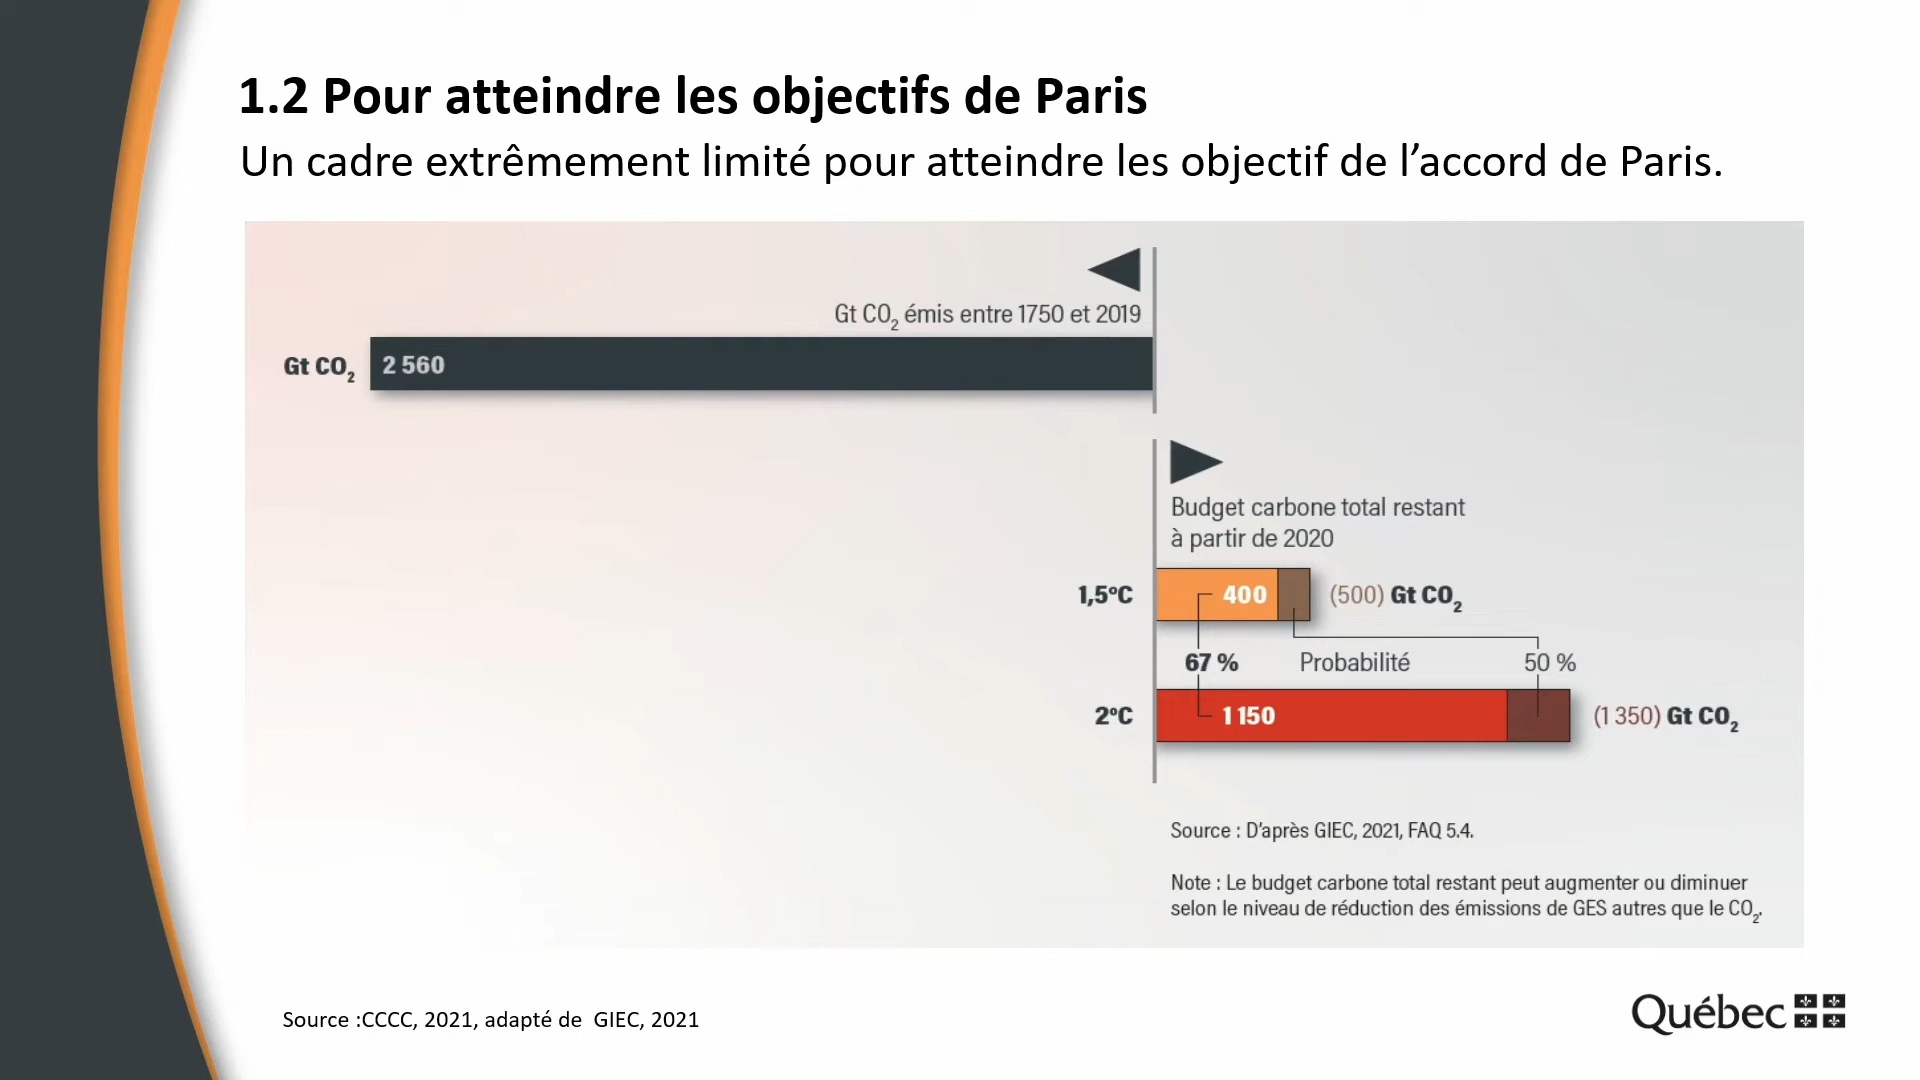 1.2 Pour atteindre les objectifs de Paris
Un cadre extrêmement limité pour atteindre les objectif de l’accord de Paris.
Gt CO2 émis entre 1750 et 2019
Gt CO2
2 560
Budget carbone total restant
à partir de 2020
1,5°C
400
(500) Gt CO2
67 %
Probabilité
50 %
2°C
1 150
(1 350) Gt CO2
Source : D’après GIEC, 2021, FAQ 5.4.
Note : Le budget carbone total restant peut augmenter ou diminuer
selon le niveau de réduction des émissions de GES autres que le CO2.
Source :CCCC, 2021, adapté de GIEC, 2021
Québec